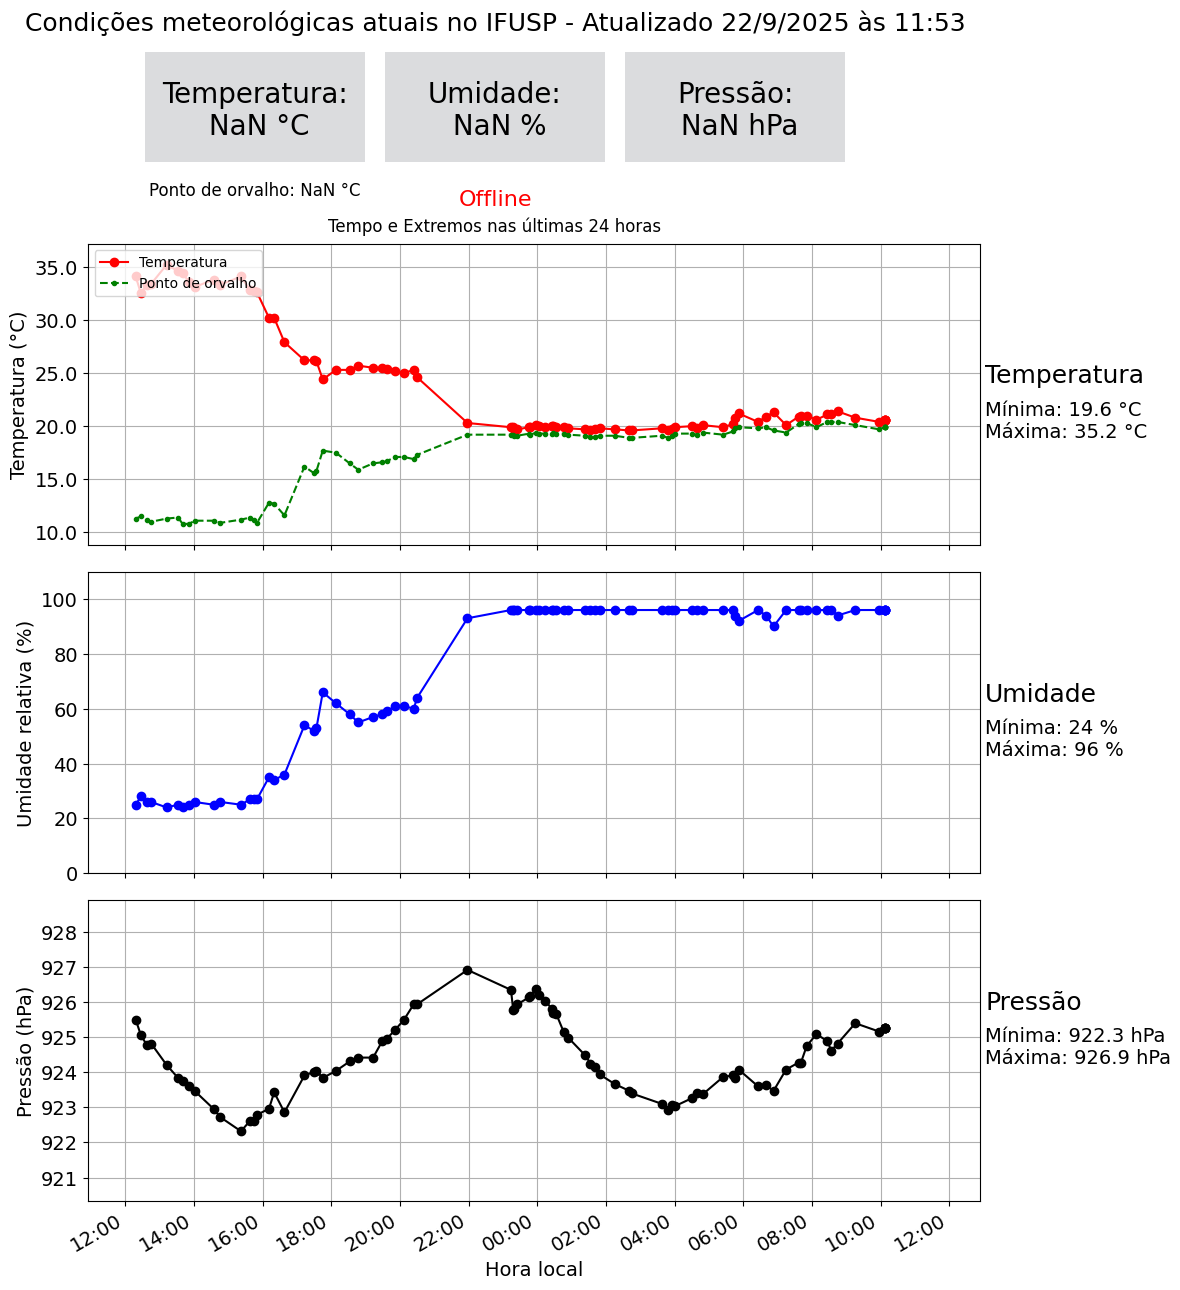 Condições meteorológicas atuais no IFUSP - Atualizado 22/9/2025 às 11:53
Temperatura:
NaN °C
Umidade:
NaN %
Pressão:
NaN hPa
Ponto de orvalho: NaN °C
Offline
Tempo e Extremos nas últimas 24 horas
Temperatura
Ponto de orvalho
35.0
30.0
25.0
20.0
15.0
10.0
Temperatura (°C)
Temperatura
Mínima: 19.6 °C
Máxima: 35.2 °C
100
80
60
40
20
0
Umidade relativa (%)
Umidade
Mínima: 24 %
Máxima: 96 %
928
927
926
925
924
923
922
921
Pressão (hPa)
Pressão
Mínima: 922.3 hPa
Máxima: 926.9 hPa
12:00
14:00
16:00
18:00
20:00
22:00
00:00
02:00
04:00
06:00
08:00
10:00
12:00
Hora local